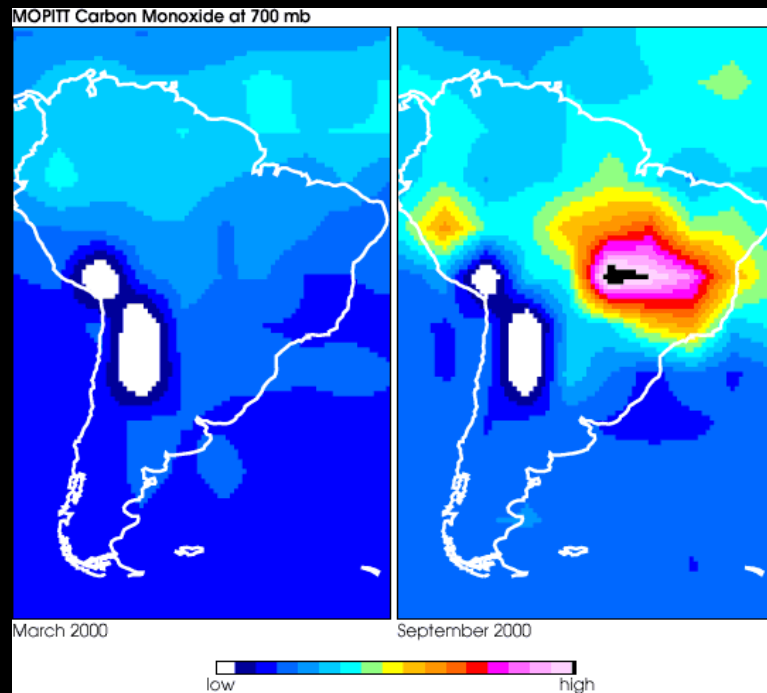 MOPITT Carbon Monoxide at 700 mb
March 2000
September 2000
low
high